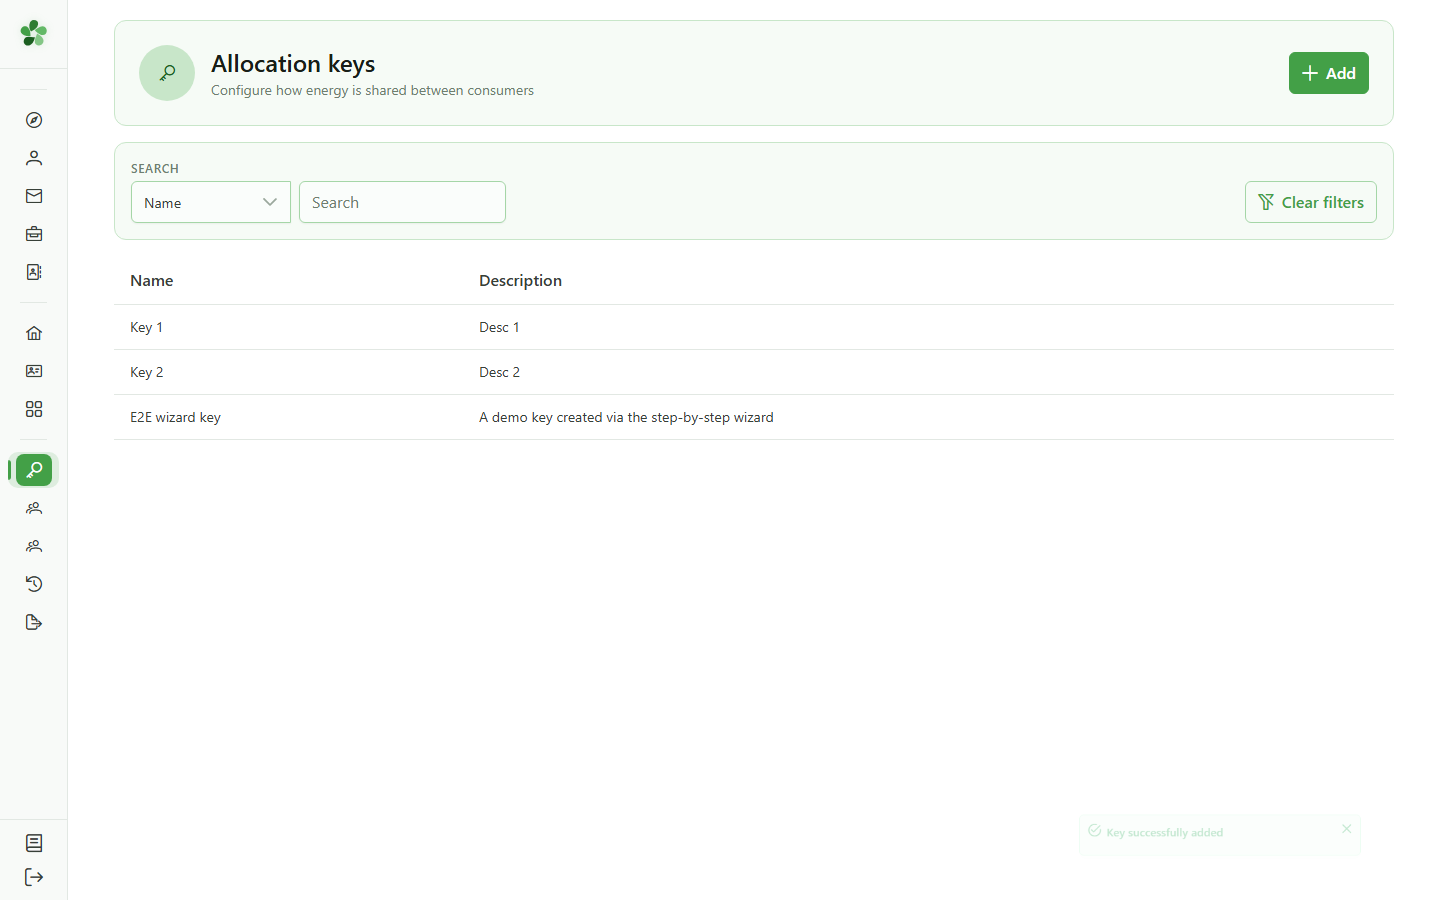 Allocation keys
Configure how energy is shared between consumers
Add
SEARCH
Name
Search
Clear filters
Name Description
Key 1 Desc 1
Key 2 Desc 2
E2E wizard key A demo key created via the step-by-step wizard
Key successfully added